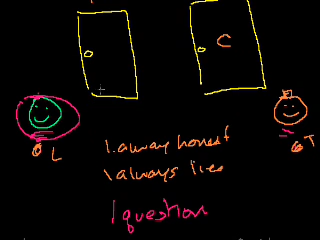 C
L
T
1. always honest
1 always lies
1 question